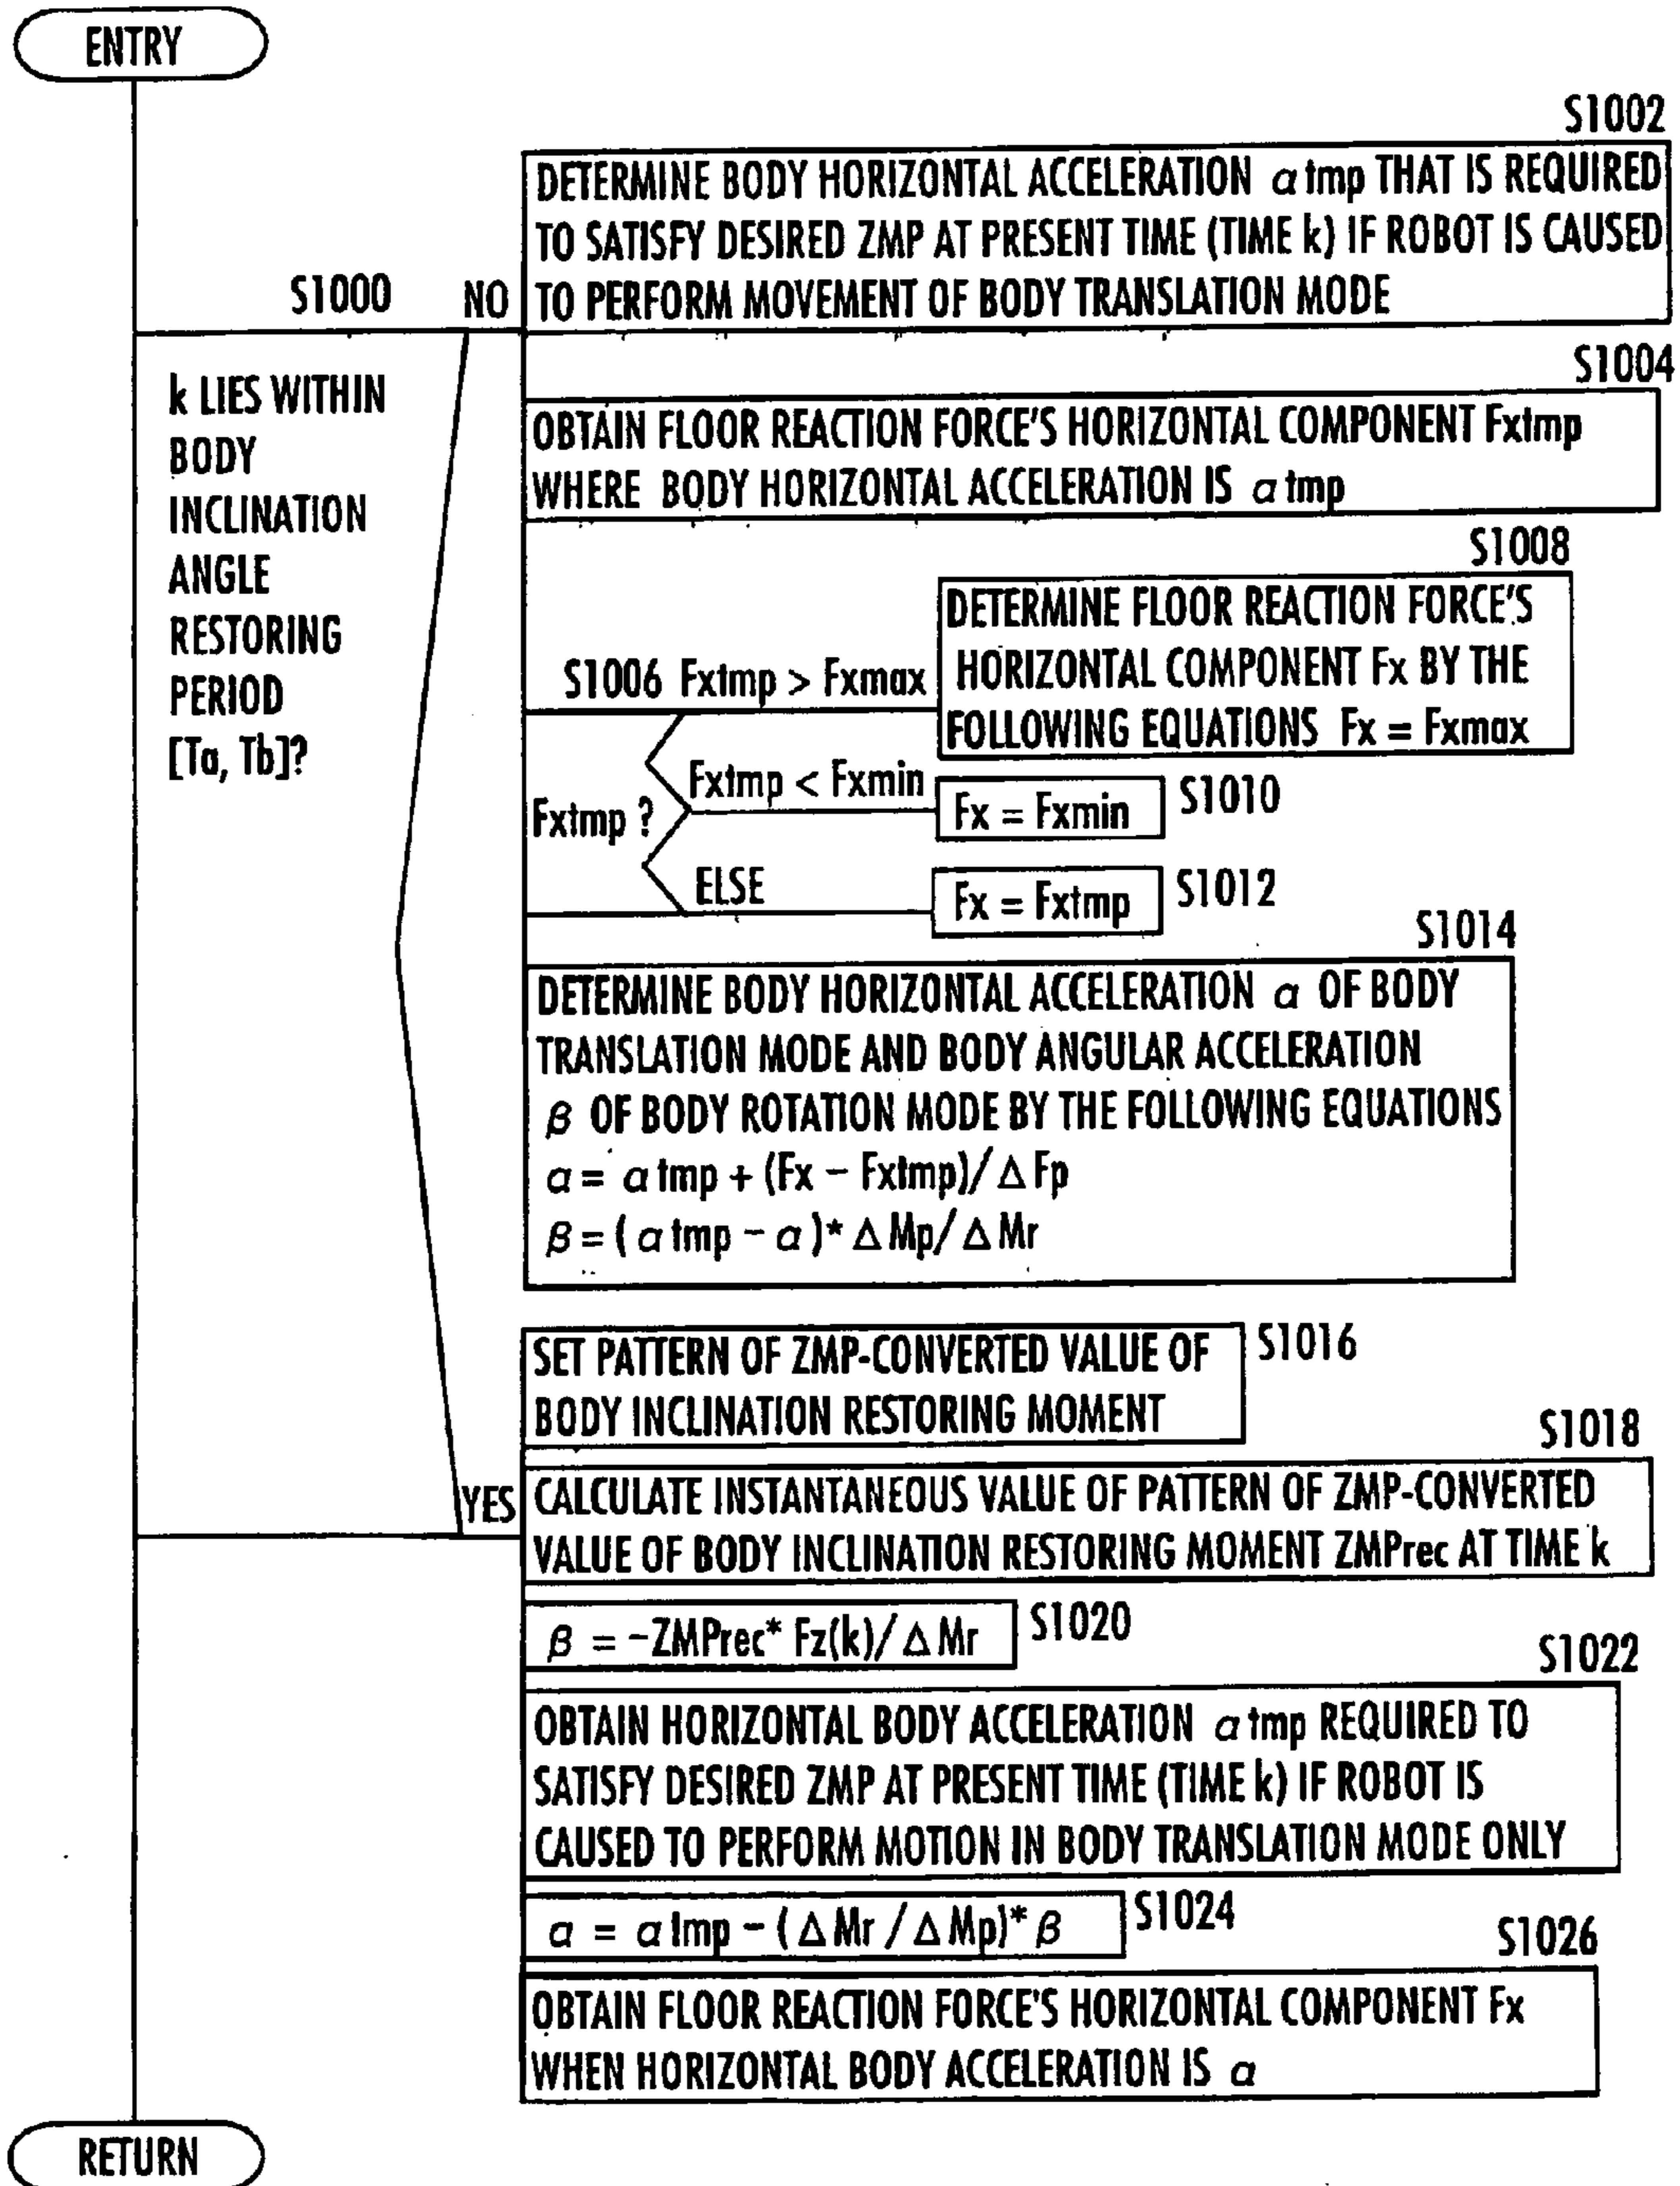 ENTRY
S1002
DETERMINE BODY HORIZONTAL ACCELERATION α tmp THAT IS REQUIRED
TO SATISFY DESIRED ZMP AT PRESENT TIME (TIME k) IF ROBOT IS CAUSED
TO PERFORM MOVEMENT OF BODY TRANSLATION MODE
S1000
NO
k LIES WITHIN
BODY
INCLINATION
ANGLE
RESTORING
PERIOD
[Ta, Tb]?
S1004
OBTAIN FLOOR REACTION FORCE'S HORIZONTAL COMPONENT Fxtmp
WHERE BODY HORIZONTAL ACCELERATION IS α tmp
S1008
DETERMINE FLOOR REACTION FORCE'S
HORIZONTAL COMPONENT Fx BY THE
FOLLOWING EQUATIONS Fx = Fxmax
S1006 Fxtmp > Fxmax
Fxtmp ?
Fxtmp < Fxmin
Fx = Fxmin
S1010
ELSE
Fx = Fxtmp
S1012
S1014
DETERMINE BODY HORIZONTAL ACCELERATION α OF BODY
TRANSLATION MODE AND BODY ANGULAR ACCELERATION
β OF BODY ROTATION MODE BY THE FOLLOWING EQUATIONS
α = α tmp + (Fx - Fxtmp)/ΔFp
β = (α tmp - α)* ΔMp/ΔMr
SET PATTERN OF ZMP-CONVERTED VALUE OF
BODY INCLINATION RESTORING MOMENT
S1016
S1018
YES
CALCULATE INSTANTANEOUS VALUE OF PATTERN OF ZMP-CONVERTED
VALUE OF BODY INCLINATION RESTORING MOMENT ZMPrec AT TIME k
β = -ZMPrec* Fz(k)/ΔMr
S1020
S1022
OBTAIN HORIZONTAL BODY ACCELERATION α tmp REQUIRED TO
SATISFY DESIRED ZMP AT PRESENT TIME (TIME k) IF ROBOT IS
CAUSED TO PERFORM MOTION IN BODY TRANSLATION MODE ONLY
α = α tmp - (ΔMr /ΔMp)* β
S1024
S1026
OBTAIN FLOOR REACTION FORCE'S HORIZONTAL COMPONENT Fx
WHEN HORIZONTAL BODY ACCELERATION IS α
RETURN